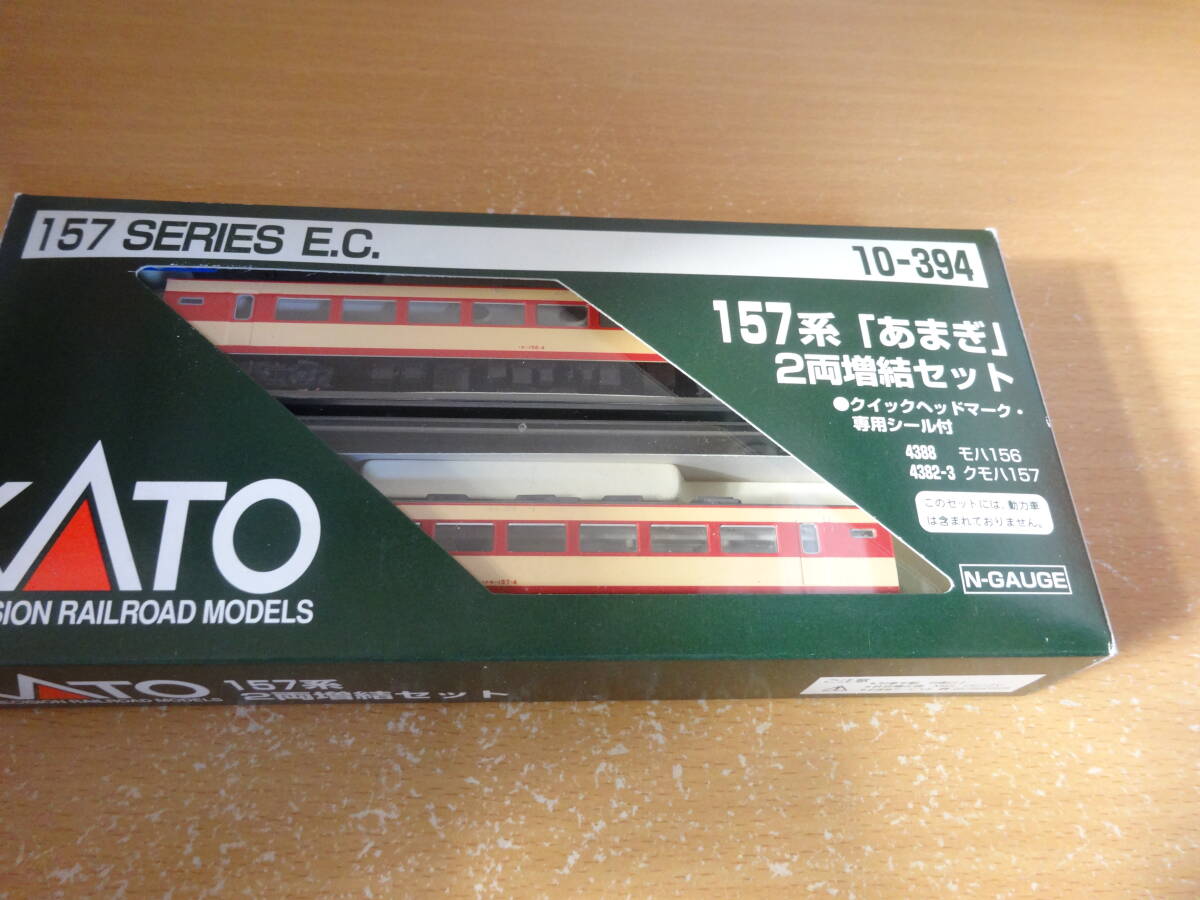 157 SERIES E.C.
10-394
157系「あまぎ」
2両増結セット
●クイックヘッドマーク・
専用シール付
4388 モハ156
4382-3 クモハ157
このセットには、動力車
は含まれておりません。
N-GAUGE
KATO
SION RAILROAD MODELS
KATO
RAILROAD MODELS
157系
2両増結セット